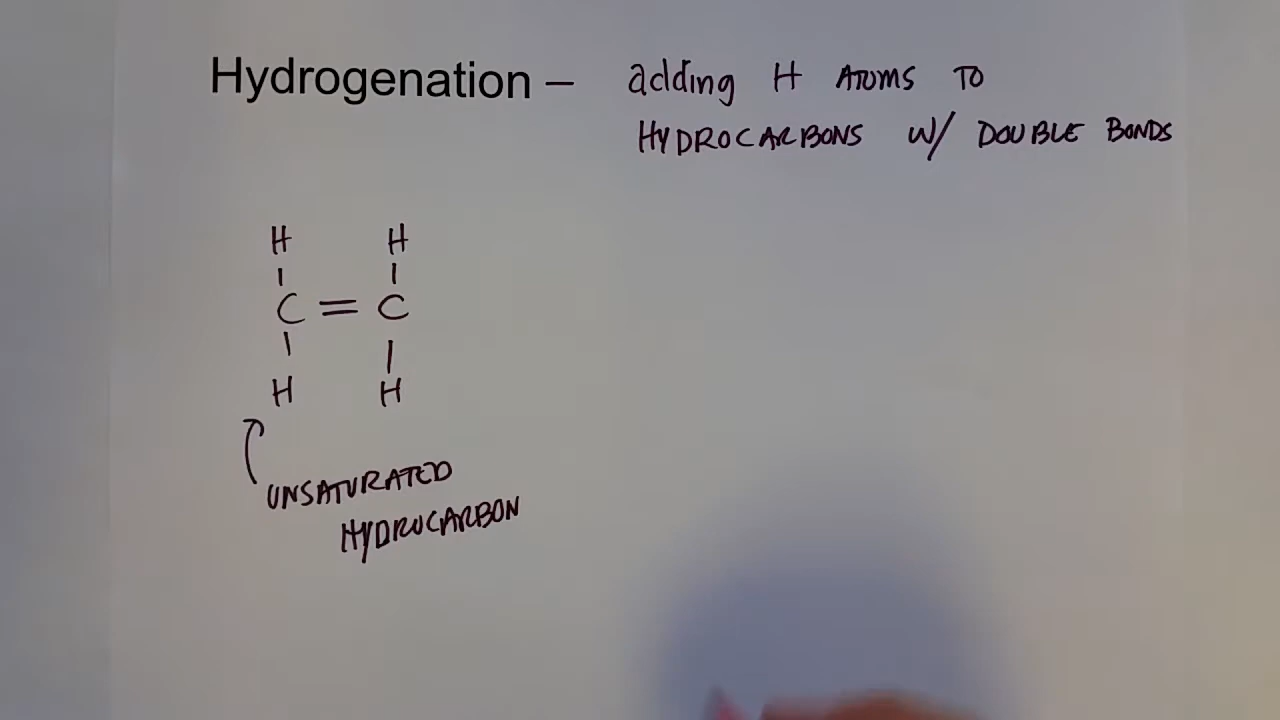 Hydrogenation – adding H ATOMS TO
HYDROCARBONS W/ DOUBLE BONDS
H H
C = C
H H
UNSATURATED
HYDROCARBON